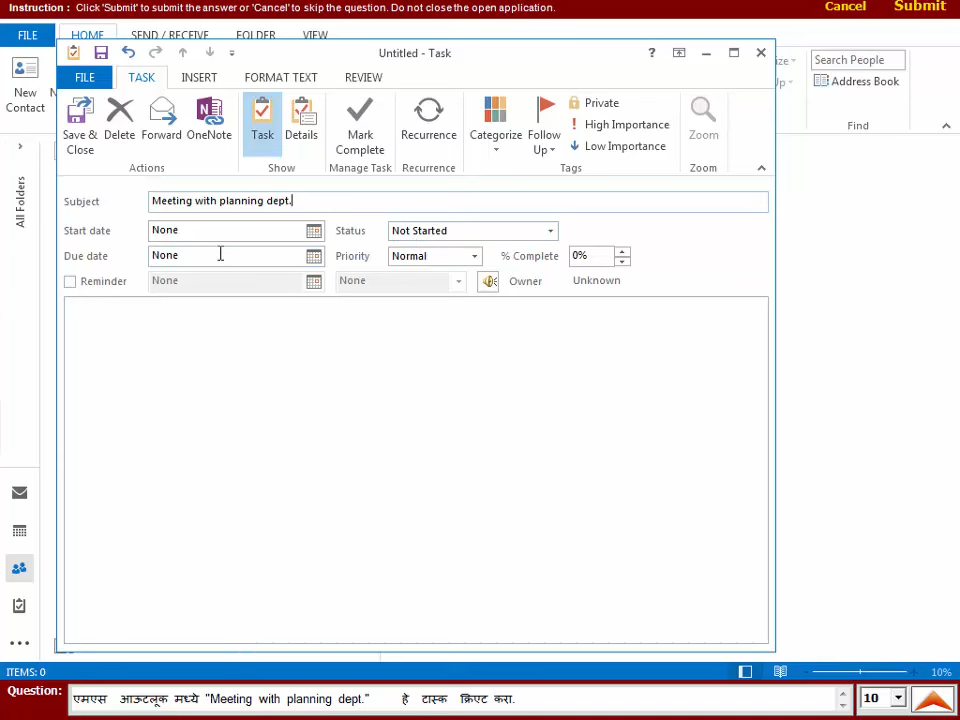 Instruction : Click 'Submit' to submit the answer or 'Cancel' to skip the question. Do not close the open application. Cancel Submit
FILE HOME SEND / RECEIVE FOLDER VIEW
Untitled - Task
FILE TASK INSERT FORMAT TEXT REVIEW
New Contact
Save & Close
Delete
Forward
OneNote
Actions
Task
Details
Show
Mark Complete
Manage Task
Recurrence
Recurrence
Categorize
Follow Up
Private
High Importance
Low Importance
Tags
Zoom
Zoom
Search People
Address Book
Find
All Folders
Subject Meeting with planning dept.
Start date None Status Not Started
Due date None Priority Normal % Complete 0%
Reminder None None Owner Unknown
ITEMS: 0 10%
Question: एमएस आऊटलूक मध्ये "Meeting with planning dept." हे टास्क क्रिएट करा. 10